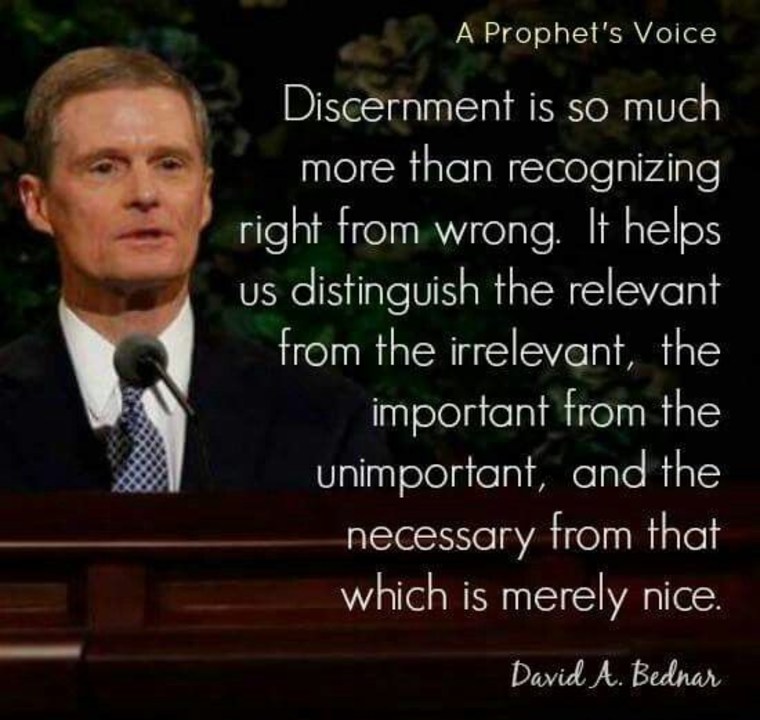 A Prophet's Voice
Discernment is so much
more than recognizing
right from wrong. It helps
us distinguish the relevant
from the irrelevant, the
important from the
unimportant, and the
necessary from that
which is merely nice.
David A. Bednar